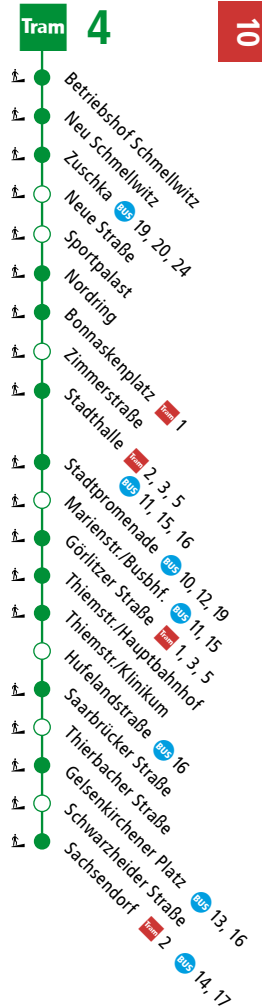 Tram 4
10
Betriebshof Schmellwitz
Neu Schmellwitz
Zuschka BUS 19, 20, 24
Neue Straße
Sportpalast
Nordring
Bonnaskenplatz Tram 1
Zimmerstraße
Stadthalle Tram 2, 3, 5
BUS 11, 15, 16
Stadtpromenade BUS 10, 12, 19
Marienstr./Busbhf. BUS 11, 15
Görlitzer Straße Tram 1, 3, 5
Thiemstr./Hauptbahnhof
Thiemstr./Klinikum
Hufelandstraße BUS 16
Saarbrücker Straße
Thierbacher Straße
Gelsenkirchener Platz BUS 13, 16
Schwarzheider Straße
Sachsendorf Tram 2 BUS 14, 17